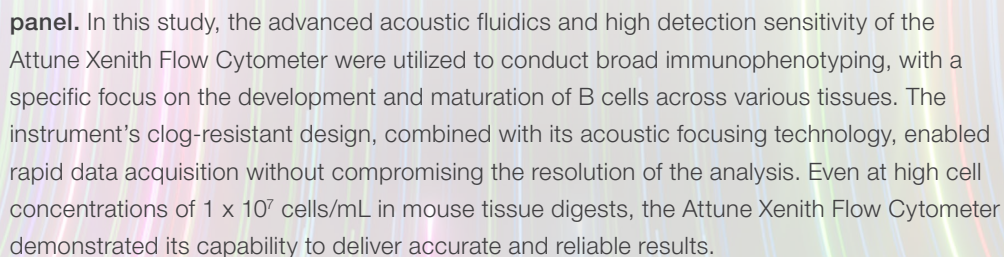 panel. In this study, the advanced acoustic fluidics and high detection sensitivity of the
Attune Xenith Flow Cytometer were utilized to conduct broad immunophenotyping, with a
specific focus on the development and maturation of B cells across various tissues. The
instrument’s clog-resistant design, combined with its acoustic focusing technology, enabled
rapid data acquisition without compromising the resolution of the analysis. Even at high cell
concentrations of 1 x 10⁷ cells/mL in mouse tissue digests, the Attune Xenith Flow Cytometer
demonstrated its capability to deliver accurate and reliable results.